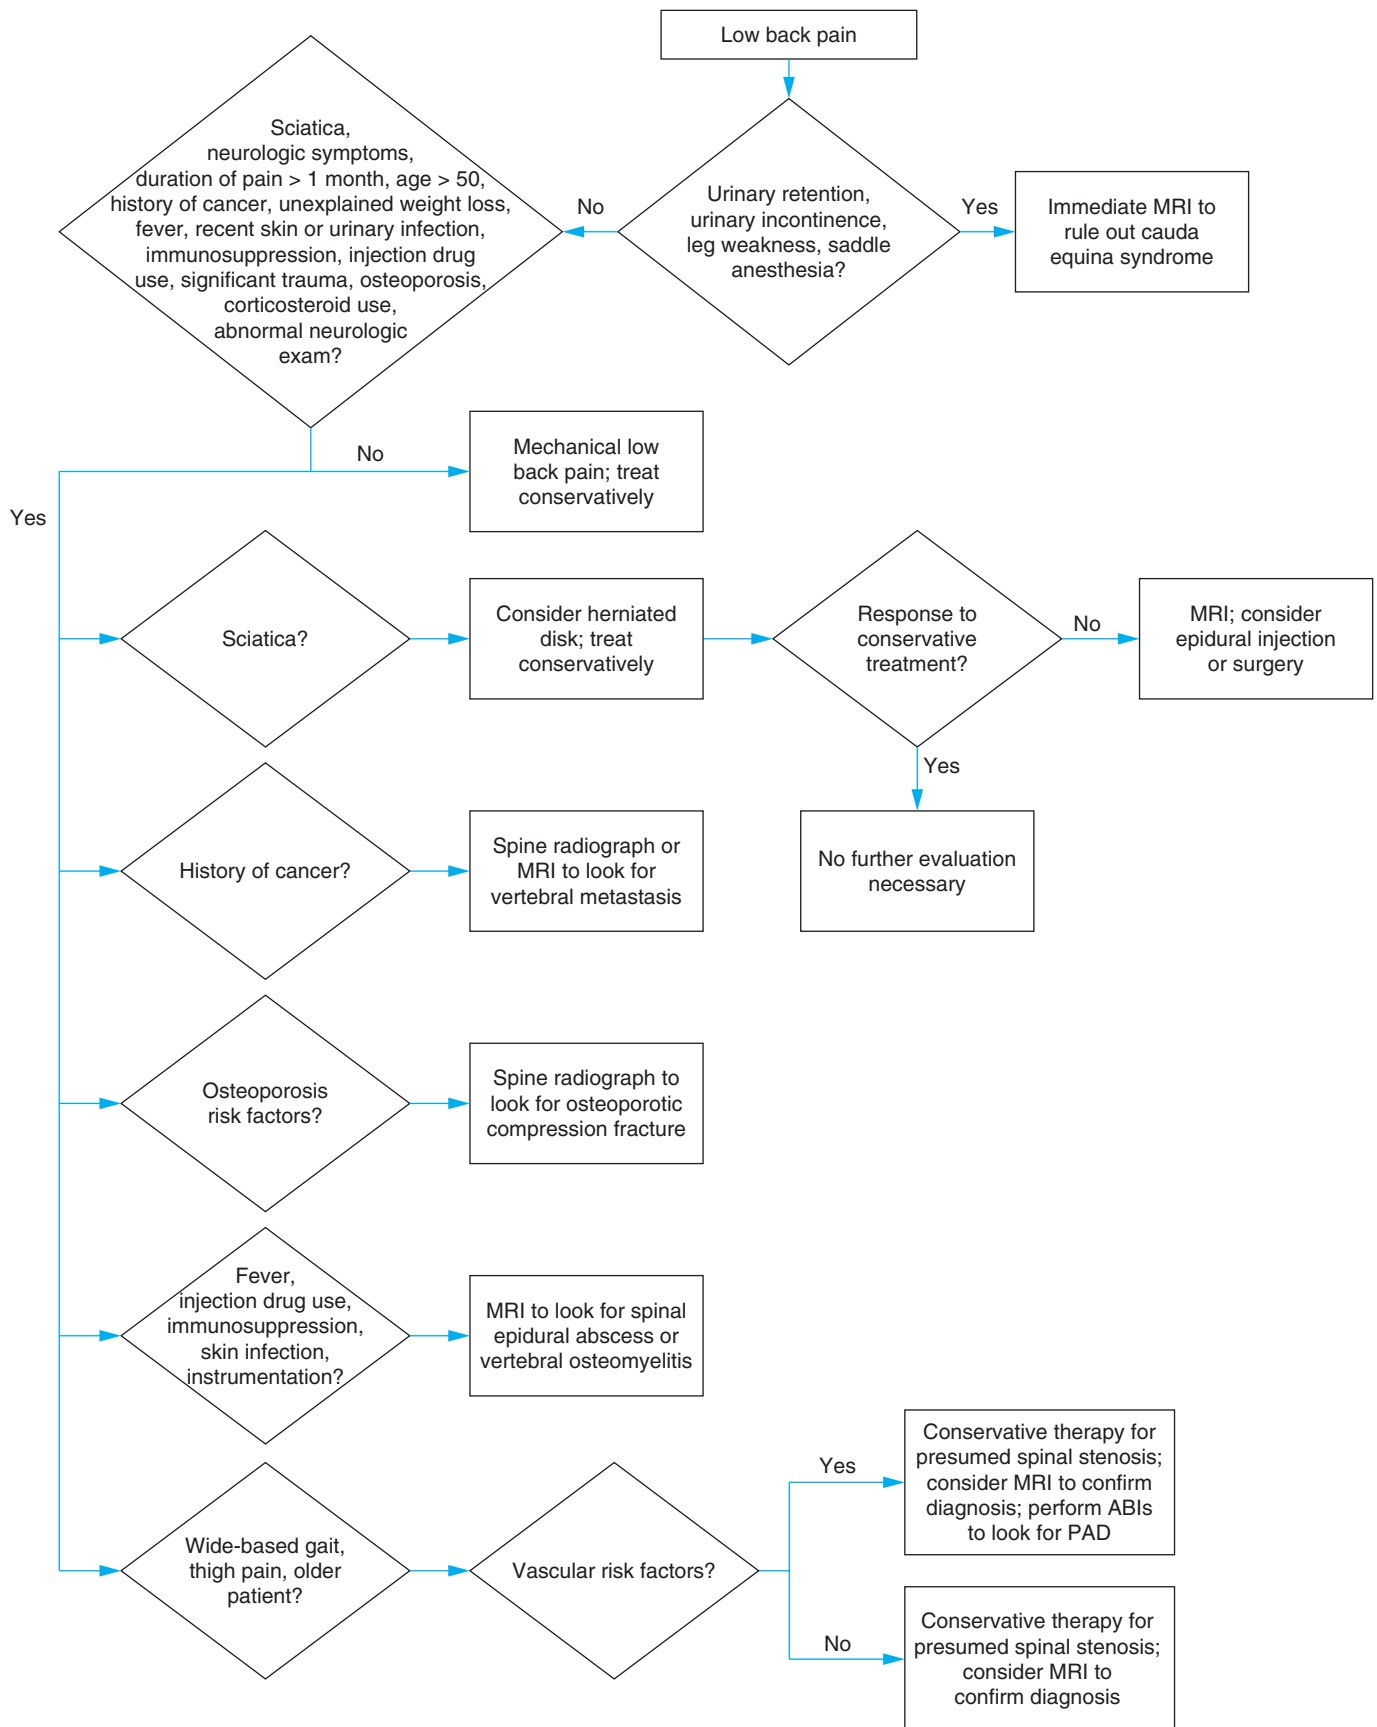 Low back pain
Urinary retention,
urinary incontinence,
leg weakness, saddle
anesthesia?
Yes
Immediate MRI to
rule out cauda
equina syndrome
No
Sciatica,
neurologic symptoms,
duration of pain > 1 month, age > 50,
history of cancer, unexplained weight loss,
fever, recent skin or urinary infection,
immunosuppression, injection drug
use, significant trauma, osteoporosis,
corticosteroid use,
abnormal neurologic
exam?
No
Mechanical low
back pain; treat
conservatively
Yes
Sciatica?
Consider herniated
disk; treat
conservatively
Response to
conservative
treatment?
No
MRI; consider
epidural injection
or surgery
Yes
No further evaluation
necessary
History of cancer?
Spine radiograph or
MRI to look for
vertebral metastasis
Osteoporosis
risk factors?
Spine radiograph to
look for osteoporotic
compression fracture
Fever,
injection drug use,
immunosuppression,
skin infection,
instrumentation?
MRI to look for spinal
epidural abscess or
vertebral osteomyelitis
Wide-based gait,
thigh pain, older
patient?
Vascular risk factors?
Yes
Conservative therapy for
presumed spinal stenosis;
consider MRI to confirm
diagnosis; perform ABIs
to look for PAD
No
Conservative therapy for
presumed spinal stenosis;
consider MRI to
confirm diagnosis